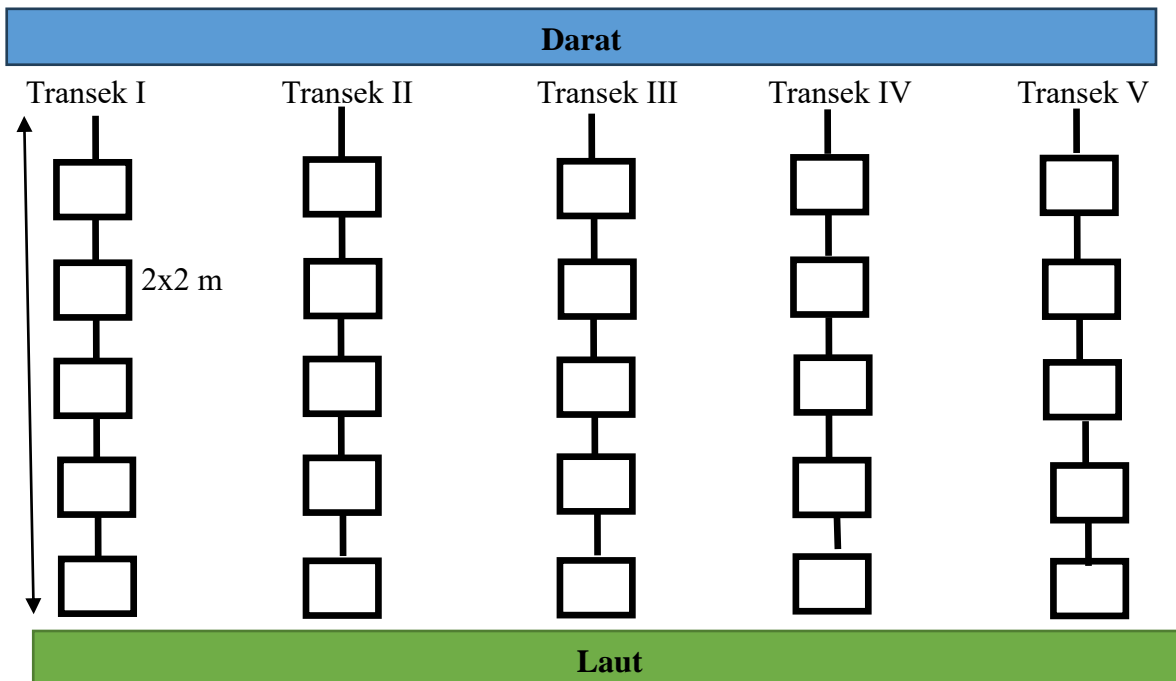 Darat
Transek I Transek II Transek III Transek IV Transek V
2x2 m
Laut